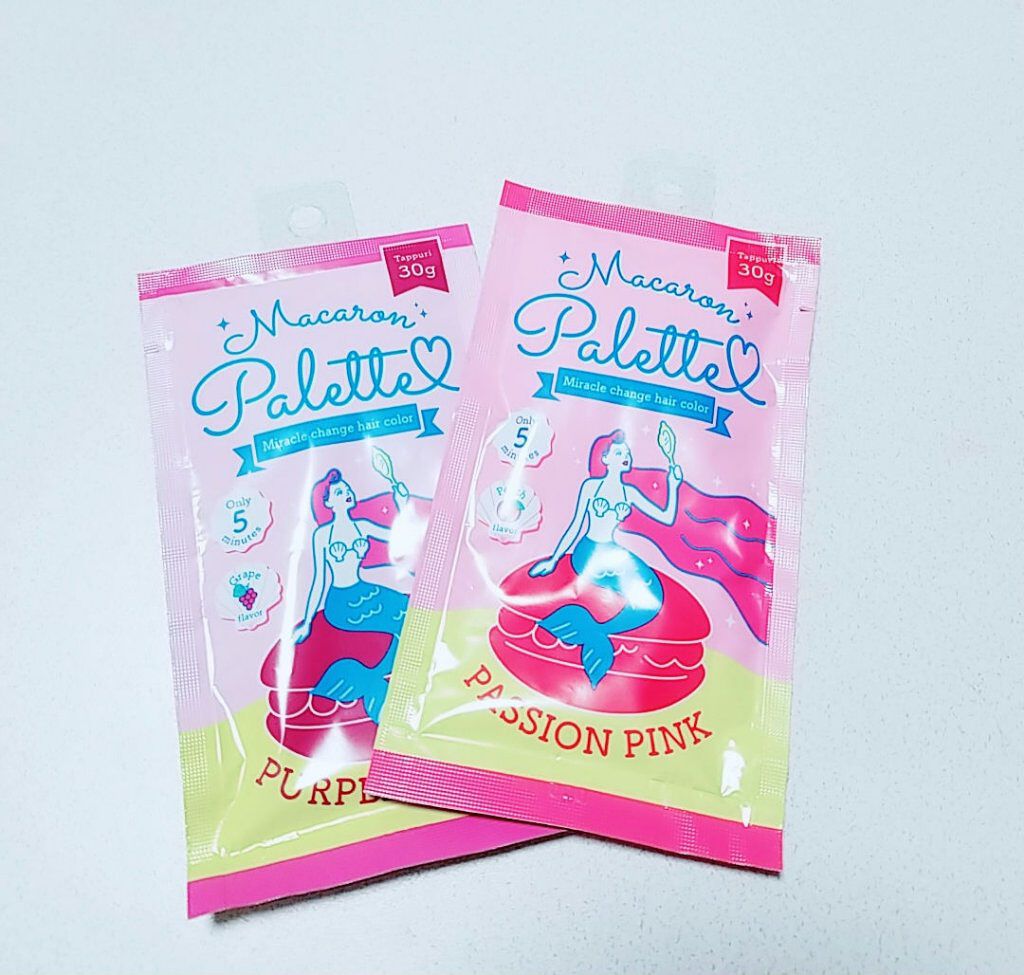 Tappuri
30g
Macaron
Palette
Miracle change hair color
Only
5
minutes
Grape
flavor
Tappuri
30g
Macaron
Palette
Miracle change hair color
Only
5
minutes
flavor
PASSION PINK